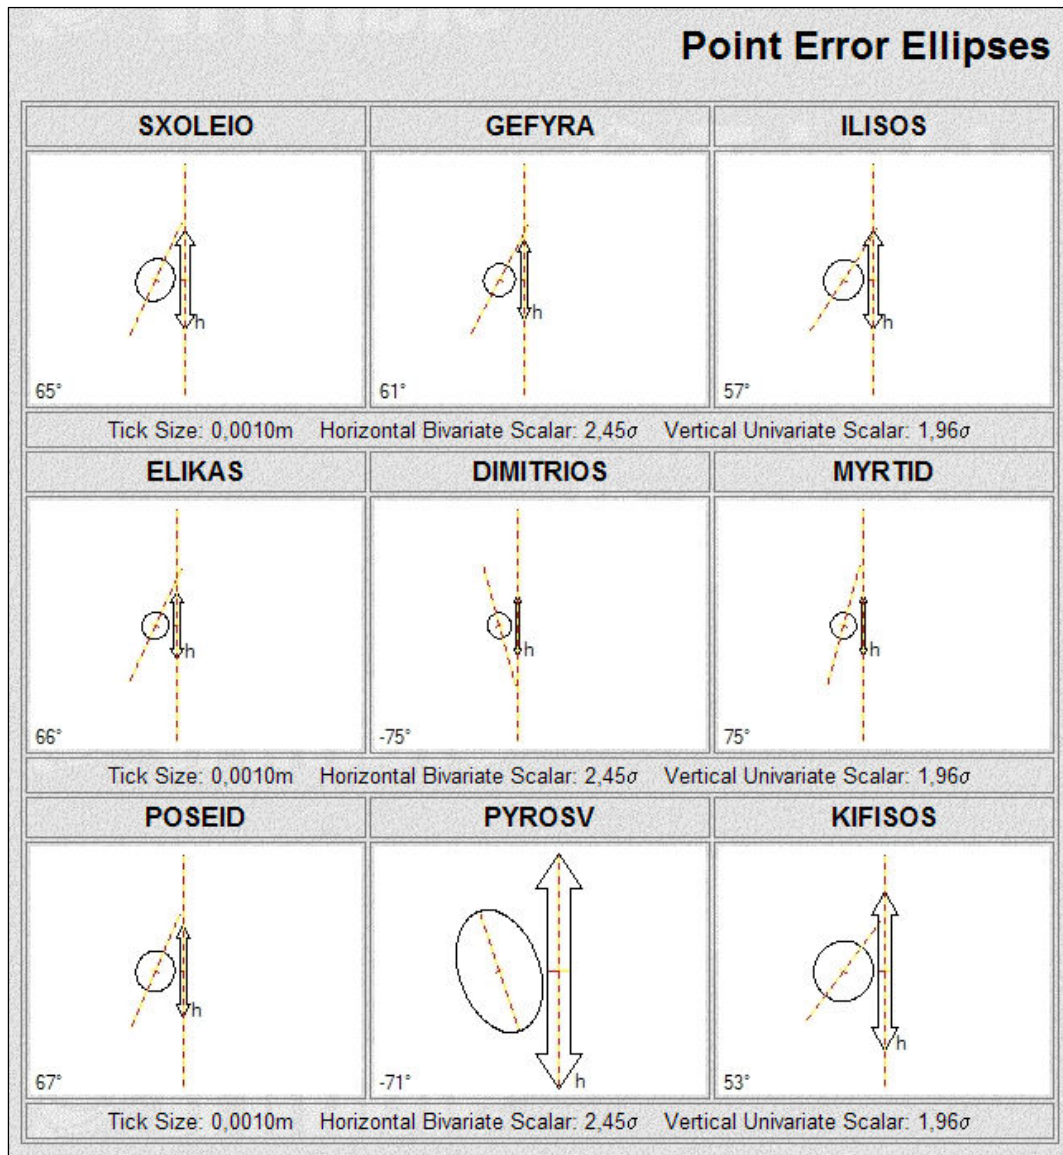 Point Error Ellipses
SXOLEIO GEFYRA ILISOS
h h h
65° 61° 57°
Tick Size: 0,0010m Horizontal Bivariate Scalar: 2,45σ Vertical Univariate Scalar: 1,96σ
ELIKAS DIMITRIOS MYRTID
h h h
66° -75° 75°
Tick Size: 0,0010m Horizontal Bivariate Scalar: 2,45σ Vertical Univariate Scalar: 1,96σ
POSEID PYROSV KIFISOS
h h h
67° -71° 53°
Tick Size: 0,0010m Horizontal Bivariate Scalar: 2,45σ Vertical Univariate Scalar: 1,96σ